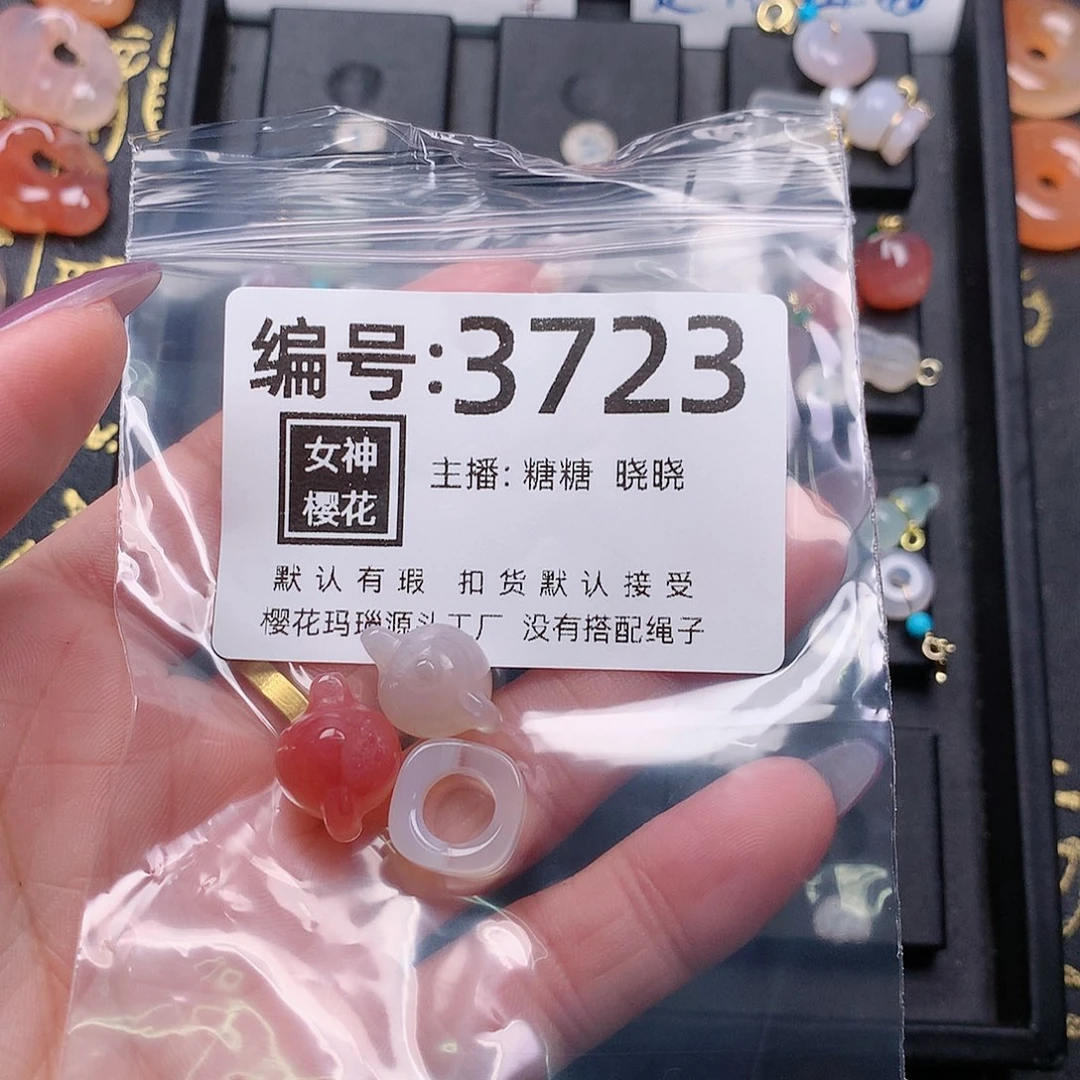 编号:3723
女神
樱花
主播: 糖糖 晓晓
默认有瑕 扣货默认接受
樱花玛瑙源头工厂 没有搭配绳子